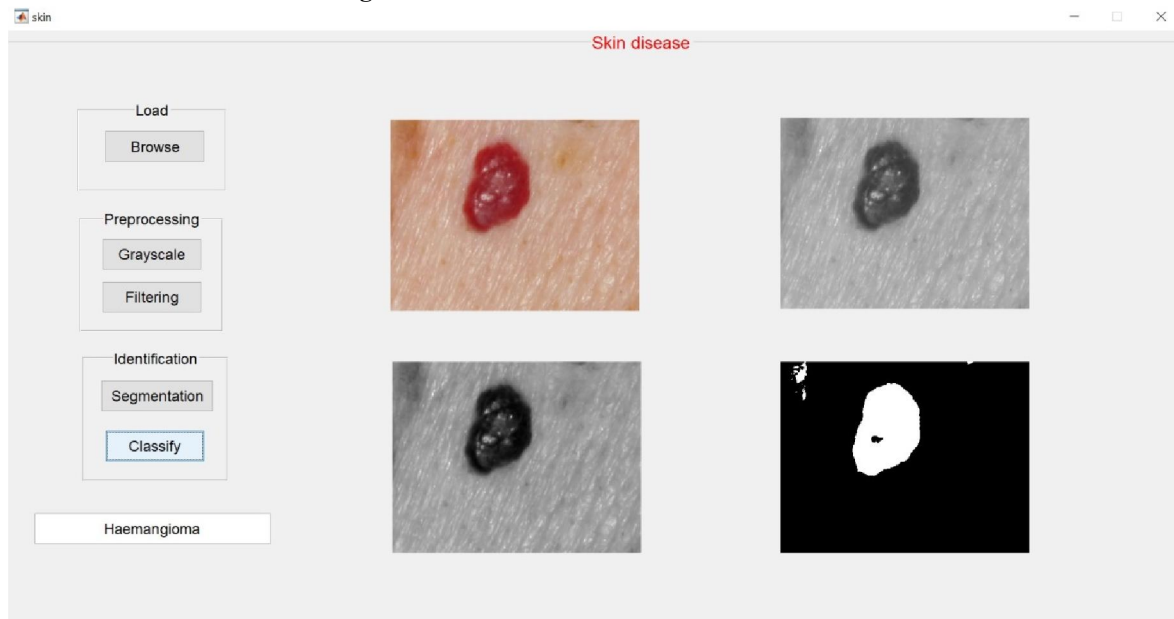 skin
Skin disease
Load
Browse
Preprocessing
Grayscale
Filtering
Identification
Segmentation
Classify
Haemangioma